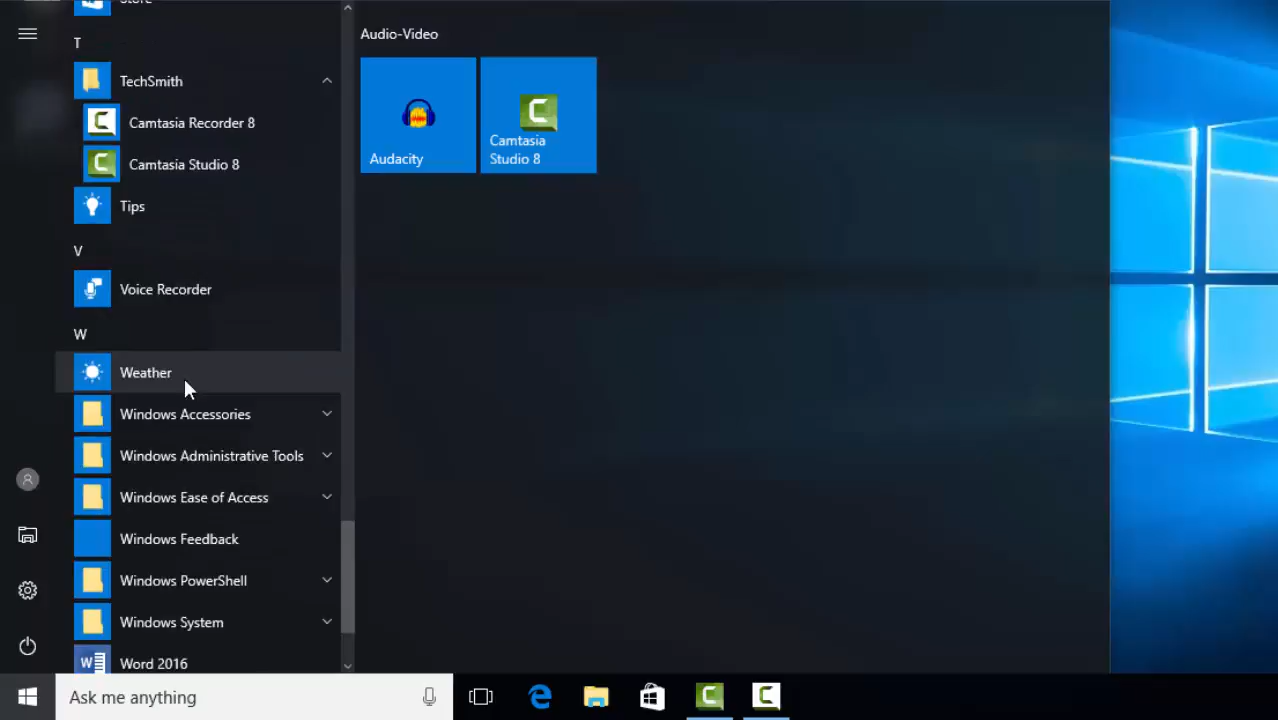 Store
T
TechSmith
Camtasia Recorder 8
Camtasia Studio 8
Tips
V
Voice Recorder
W
Weather
Windows Accessories
Windows Administrative Tools
Windows Ease of Access
Windows Feedback
Windows PowerShell
Windows System
Word 2016
Audio-Video
Audacity
Camtasia
Studio 8
Ask me anything